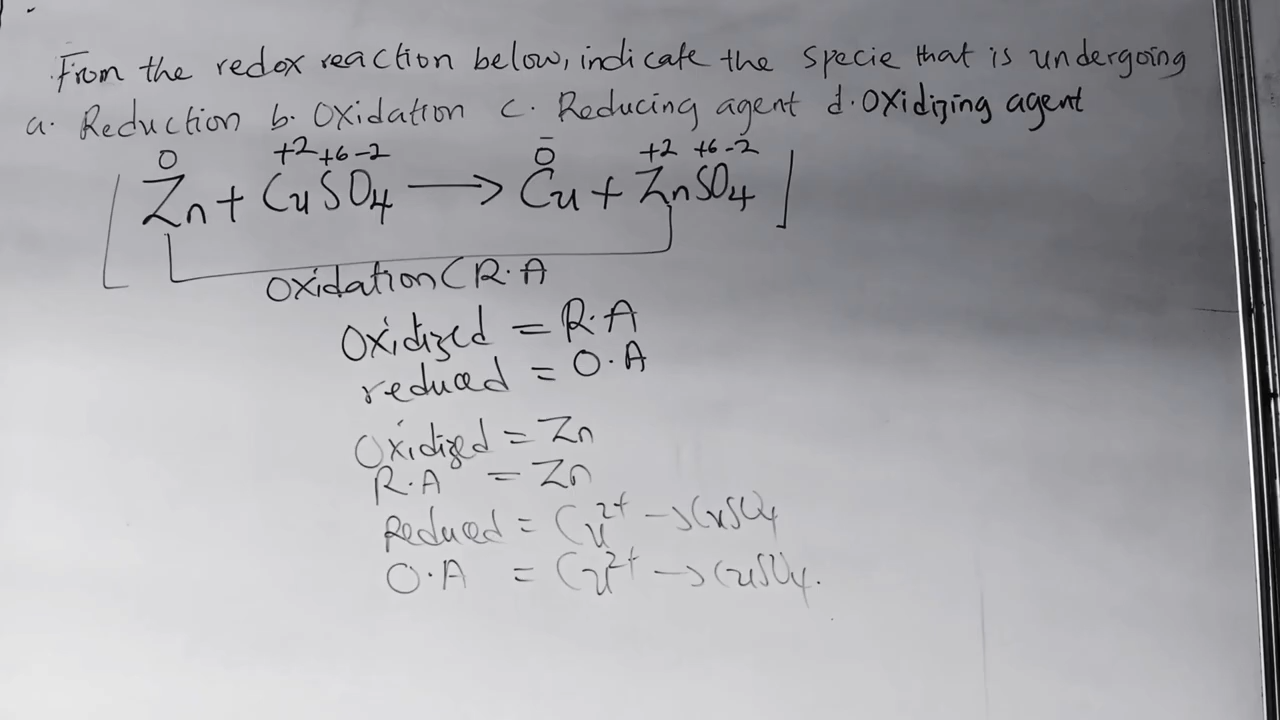 From the redox reaction below, indicate the specie that is undergoing
a. Reduction b. Oxidation c. Reducing agent d. Oxidizing agent
0 +2 +6 -2 0 +2 +6 -2
Zn + CuSO4 → Cu + ZnSO4
Oxidation (R.A
Oxidized = R.A
reduced = O.A
Oxidized = Zn
R.A = Zn
Reduced = Cu²⁺ → CuSO4
O.A = Cu²⁺ → CuSO4.